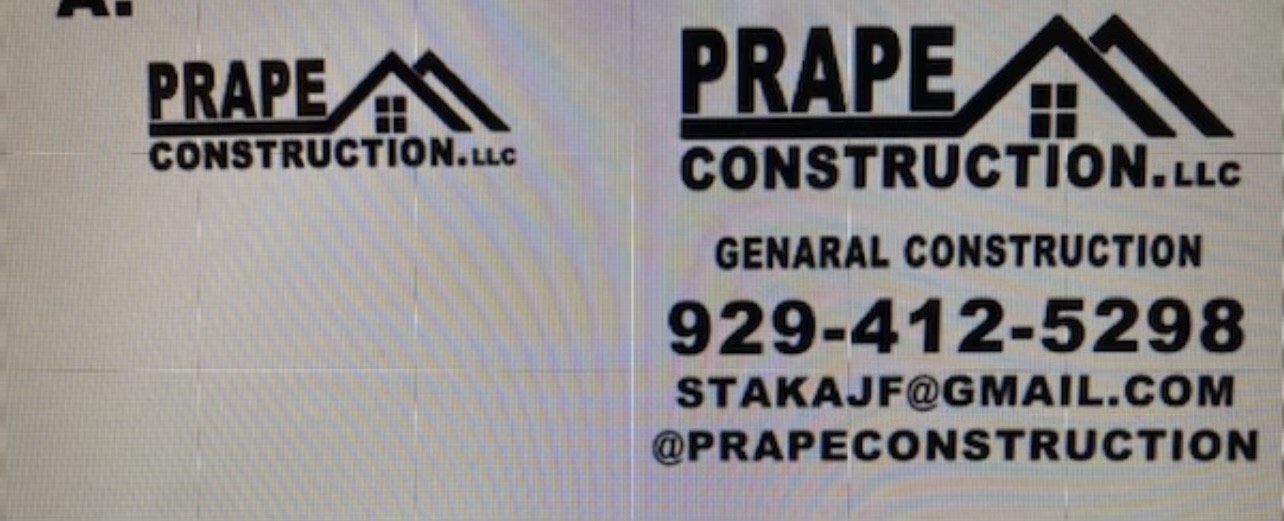 A.
PRAPE
CONSTRUCTION.LLC
PRAPE
CONSTRUCTION.LLC
GENARAL CONSTRUCTION
929-412-5298
STAKAJF@GMAIL.COM
@PRAPECONSTRUCTION